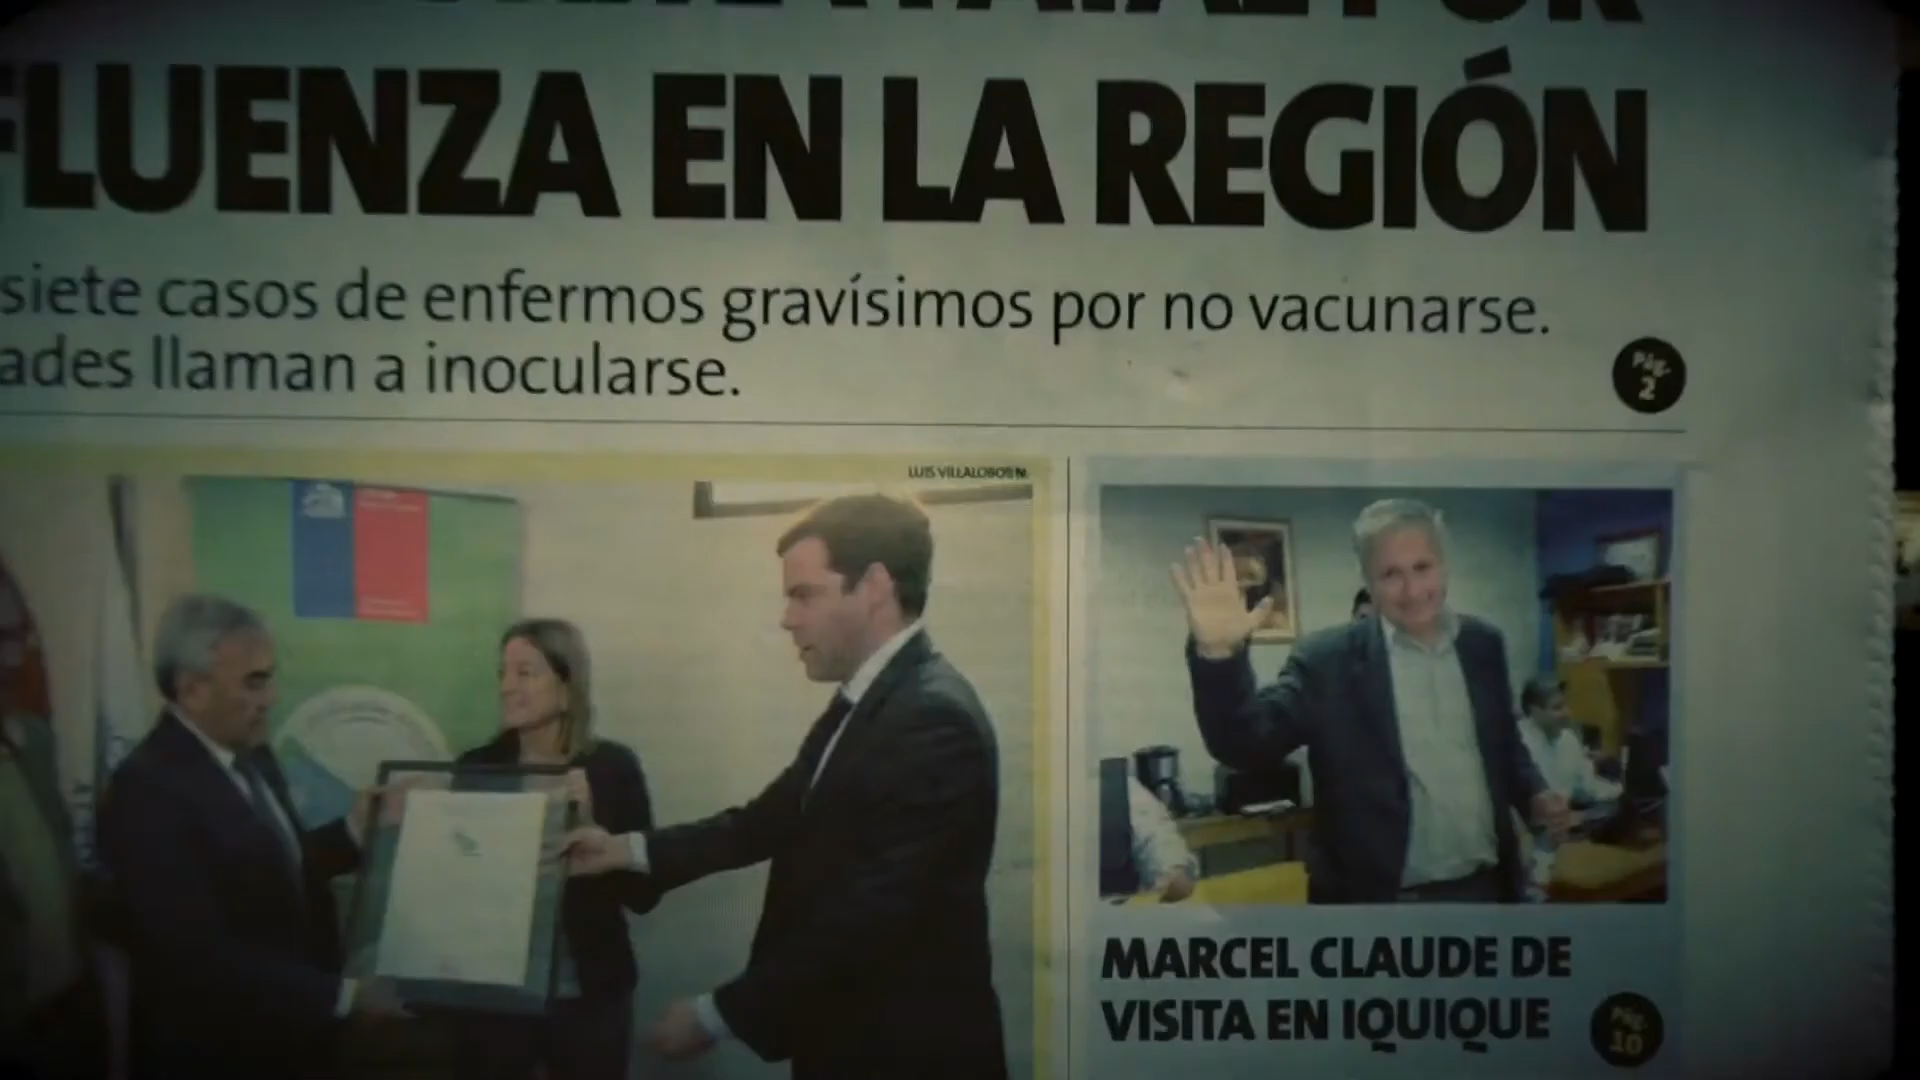 FLUENZA EN LA REGIÓN
siete casos de enfermos gravísimos por no vacunarse.
ades llaman a inocularse.
Pág.
2
LUIS VILLALOBOS N.
MARCEL CLAUDE DE
VISITA EN IQUIQUE
Pág.
10